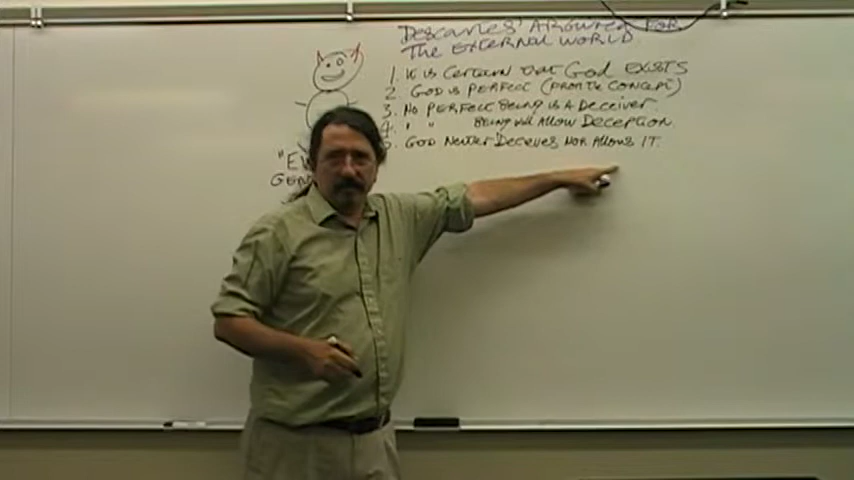 Descartes' Argument For
The External World
1. It is Certain that God Exists
2. God is Perfect (from the Concept)
3. No Perfect Being is a Deceiver.
4. " " Being will Allow Deception.
5. God Neither Deceives Nor Allows IT.
"E
Gen